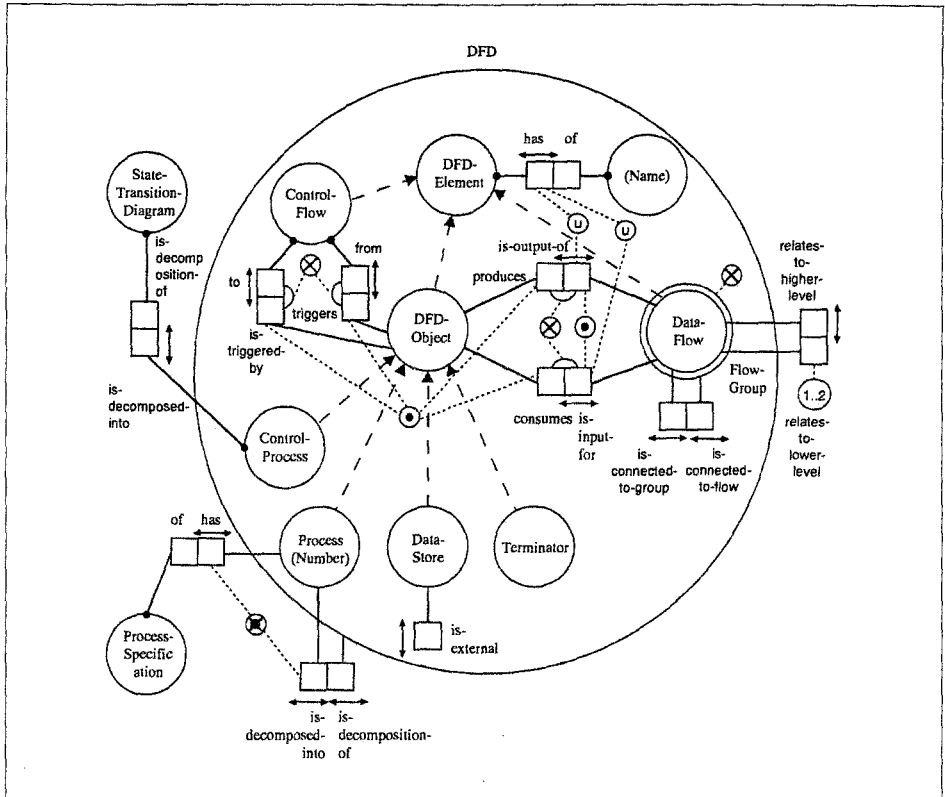 DFD
has of
State-
Transition-
Diagram
Control-
Flow
DFD-
Element
(Name)
u
u
is-
decomp
osition-
of
to
from
triggers
is-
triggered-
by
is-output-of
produces
relates-
to-
higher-
level
DFD-
Object
Data-
Flow
Flow-
Group
1..2
relates-
to-
lower-
level
is-
decomposed-
into
consumes
is-
input-
for
is-
connected-
to-group
is-
connected-
to-flow
Control-
Process
of has
Process
(Number)
Data-
Store
Terminator
is-
external
Process-
Specific
ation
is-
decomposed-
into
is-
decomposition-
of